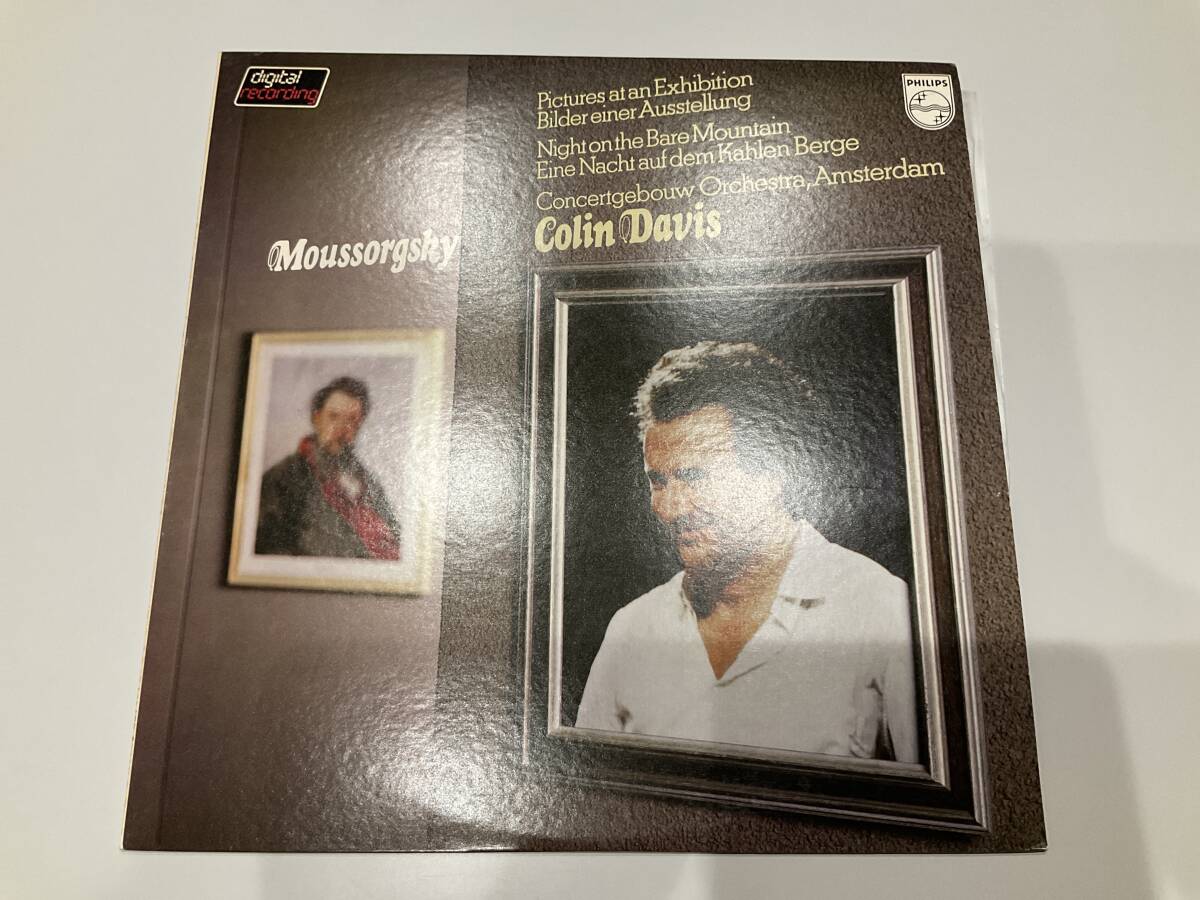 digital
recording
Pictures at an Exhibition
Bilder einer Ausstellung
Night on the Bare Mountain
Eine Nacht auf dem Kahlen Berge
Concertgebouw Orchestra, Amsterdam
Colin Davis
PHILIPS
Moussorgsky